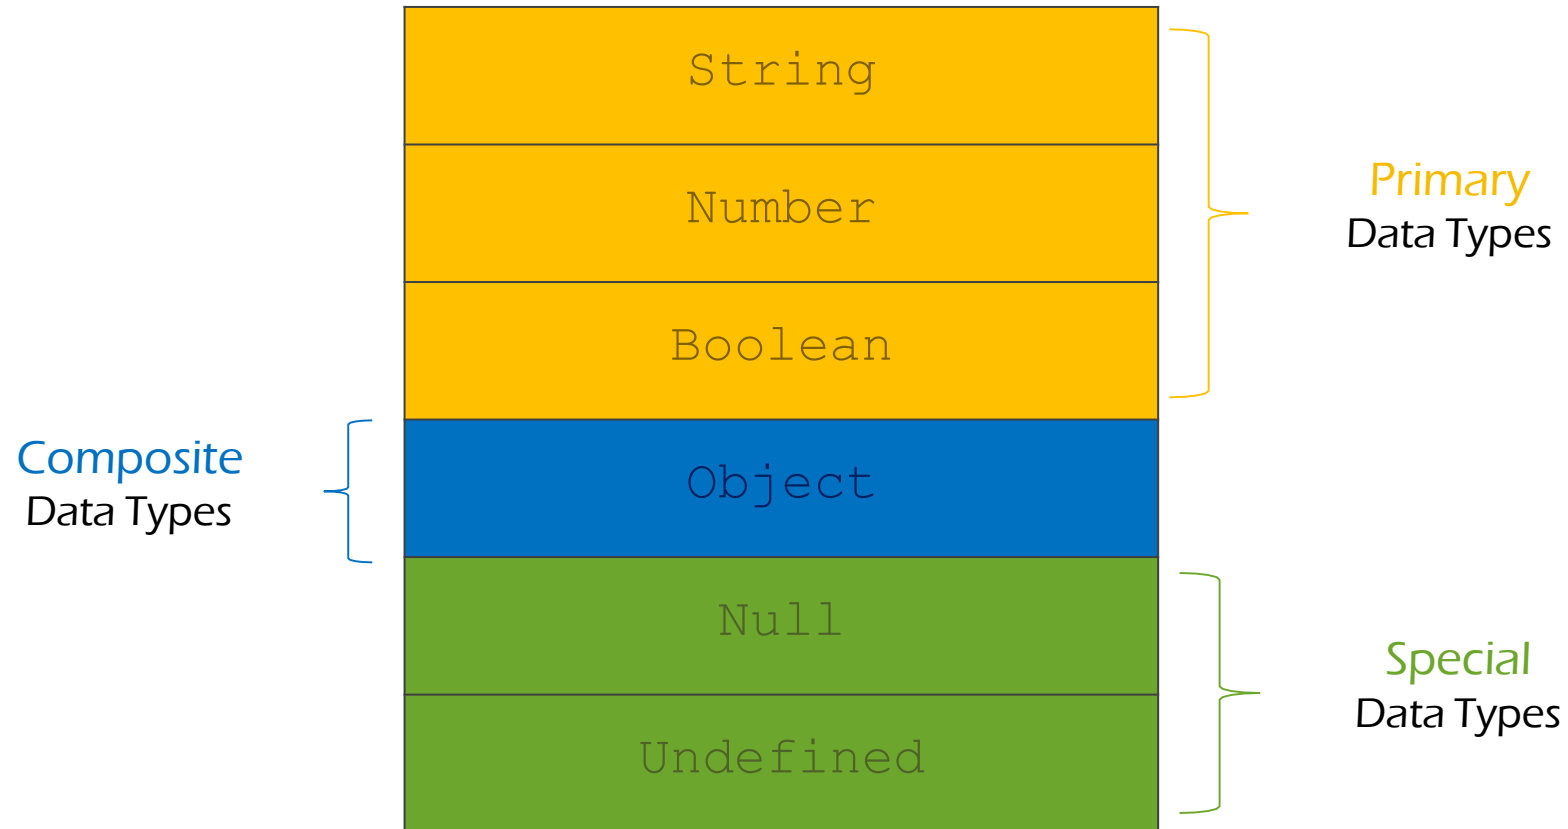 String
Number
Primary
Data Types
Boolean
Composite
Data Types
Object
Null
Special
Data Types
Undefined